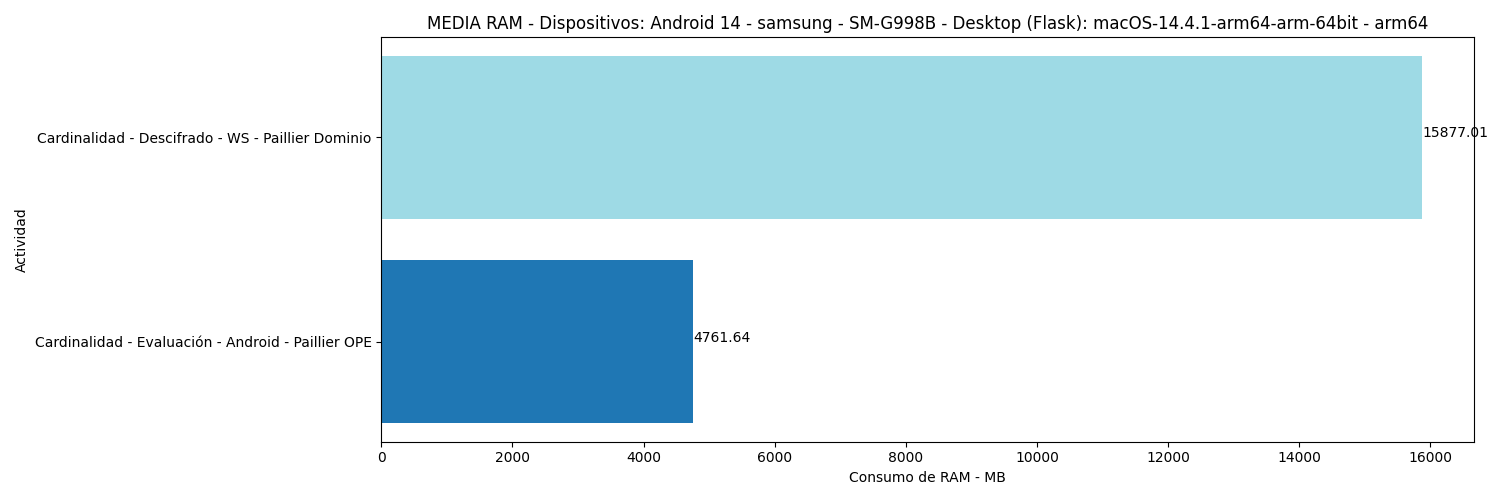 MEDIA RAM - Dispositivos: Android 14 - samsung - SM-G998B - Desktop (Flask): macOS-14.4.1-arm64-arm-64bit - arm64
Actividad
Cardinalidad - Descifrado - WS - Paillier Dominio
15877.01
Cardinalidad - Evaluación - Android - Paillier OPE
4761.64
0 2000 4000 6000 8000 10000 12000 14000 16000
Consumo de RAM - MB